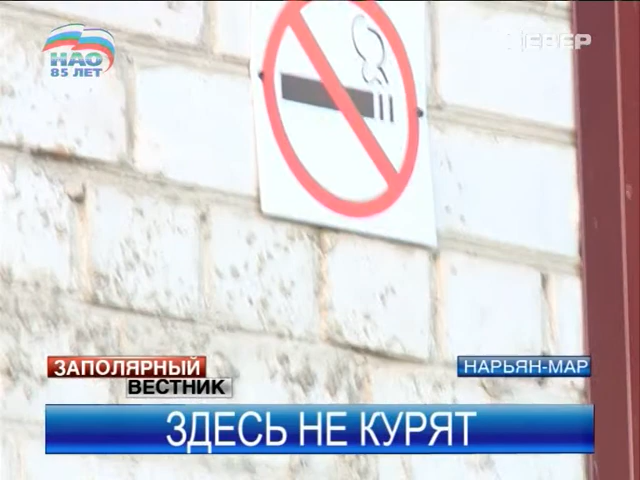 НАО
85 ЛЕТ
СЕВЕР
ЗАПОЛЯРНЫЙ
ВЕСТНИК
НАРЬЯН-МАР
ЗДЕСЬ НЕ КУРЯТ